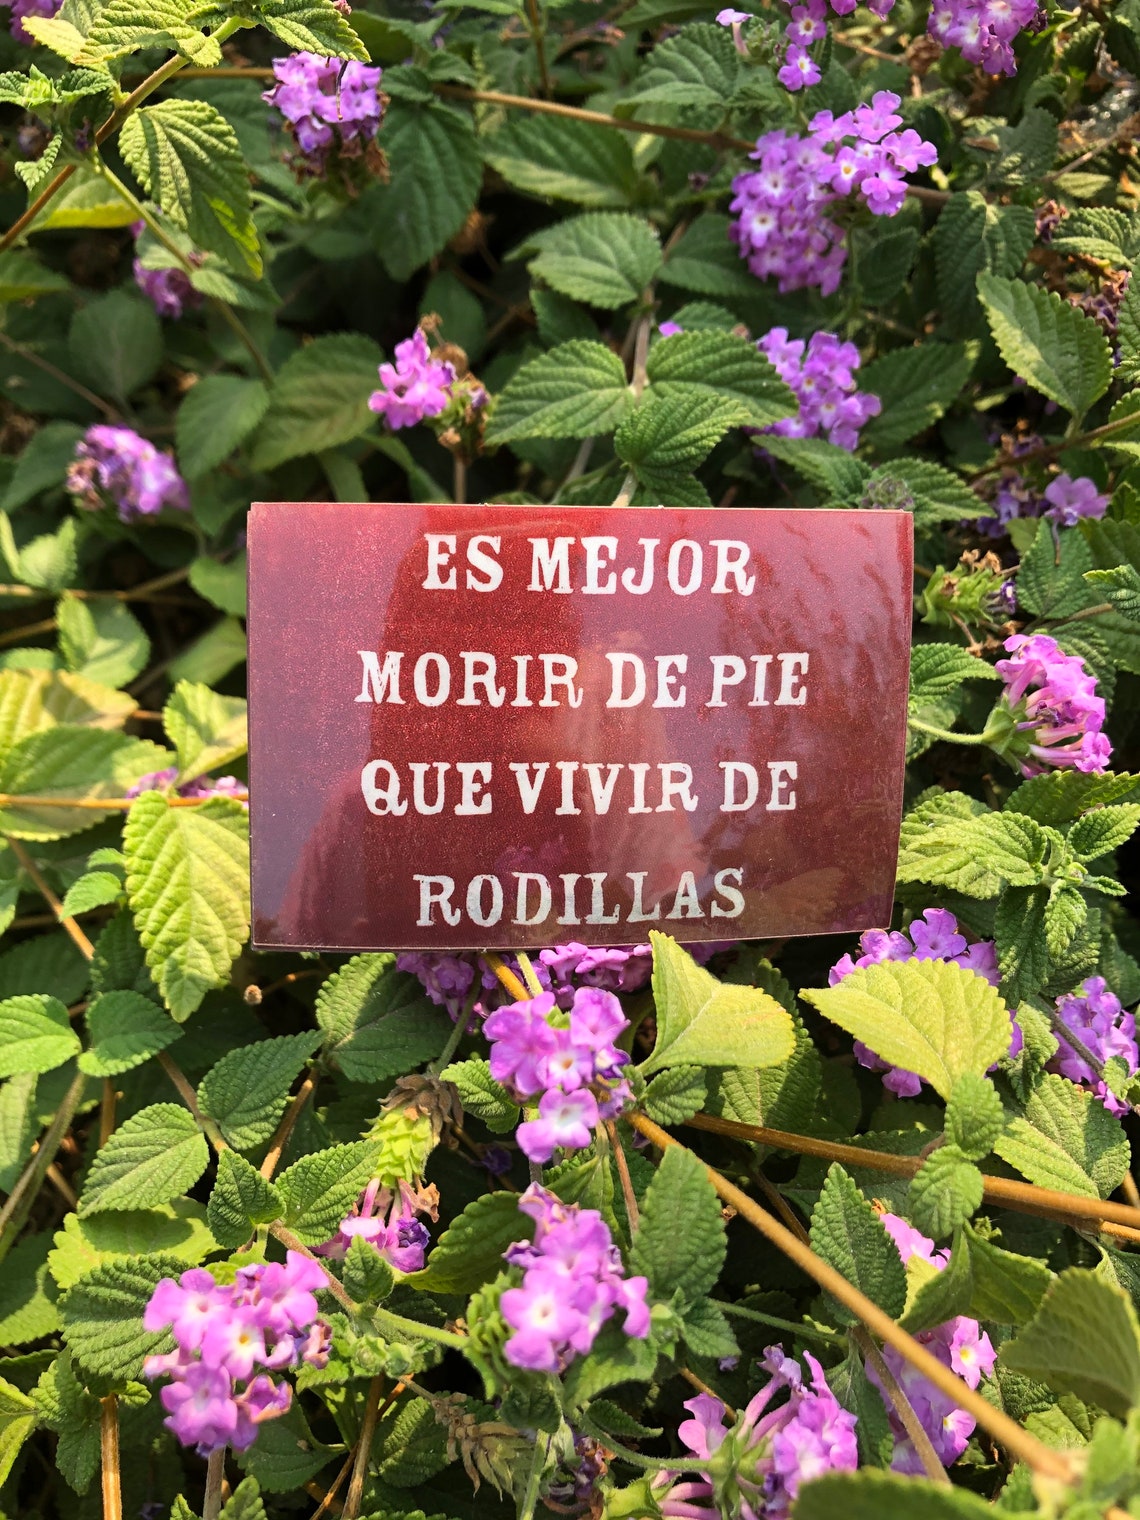 ES MEJOR
MORIR DE PIE
QUE VIVIR DE
RODILLAS